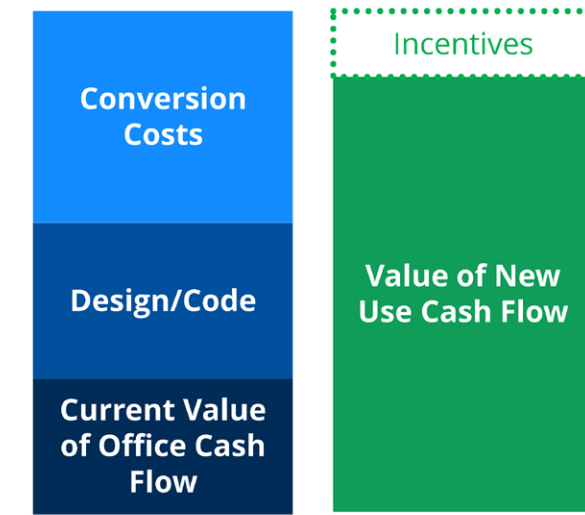 Conversion
Costs
Design/Code
Current Value
of Office Cash
Flow
Incentives
Value of New
Use Cash Flow